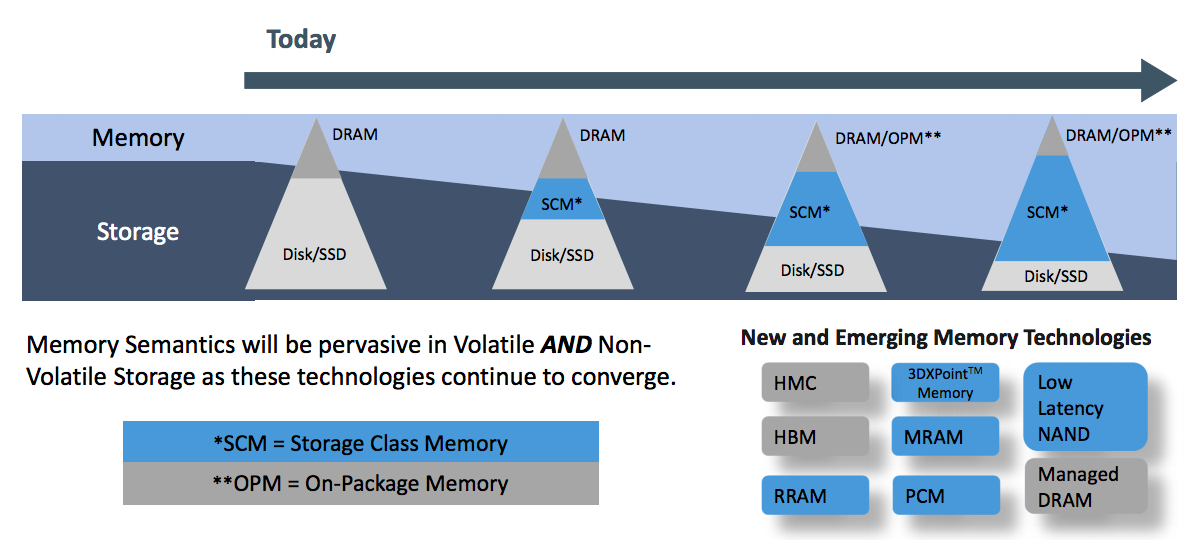 Today
Memory
DRAM
DRAM
DRAM/OPM**
DRAM/OPM**
Storage
SCM*
SCM*
SCM*
Disk/SSD
Disk/SSD
Disk/SSD
Disk/SSD
Memory Semantics will be pervasive in Volatile AND Non-
Volatile Storage as these technologies continue to converge.
*SCM = Storage Class Memory
**OPM = On-Package Memory
New and Emerging Memory Technologies
HMC
3DXPoint™
Memory
Low
Latency
NAND
HBM
MRAM
RRAM
PCM
Managed
DRAM